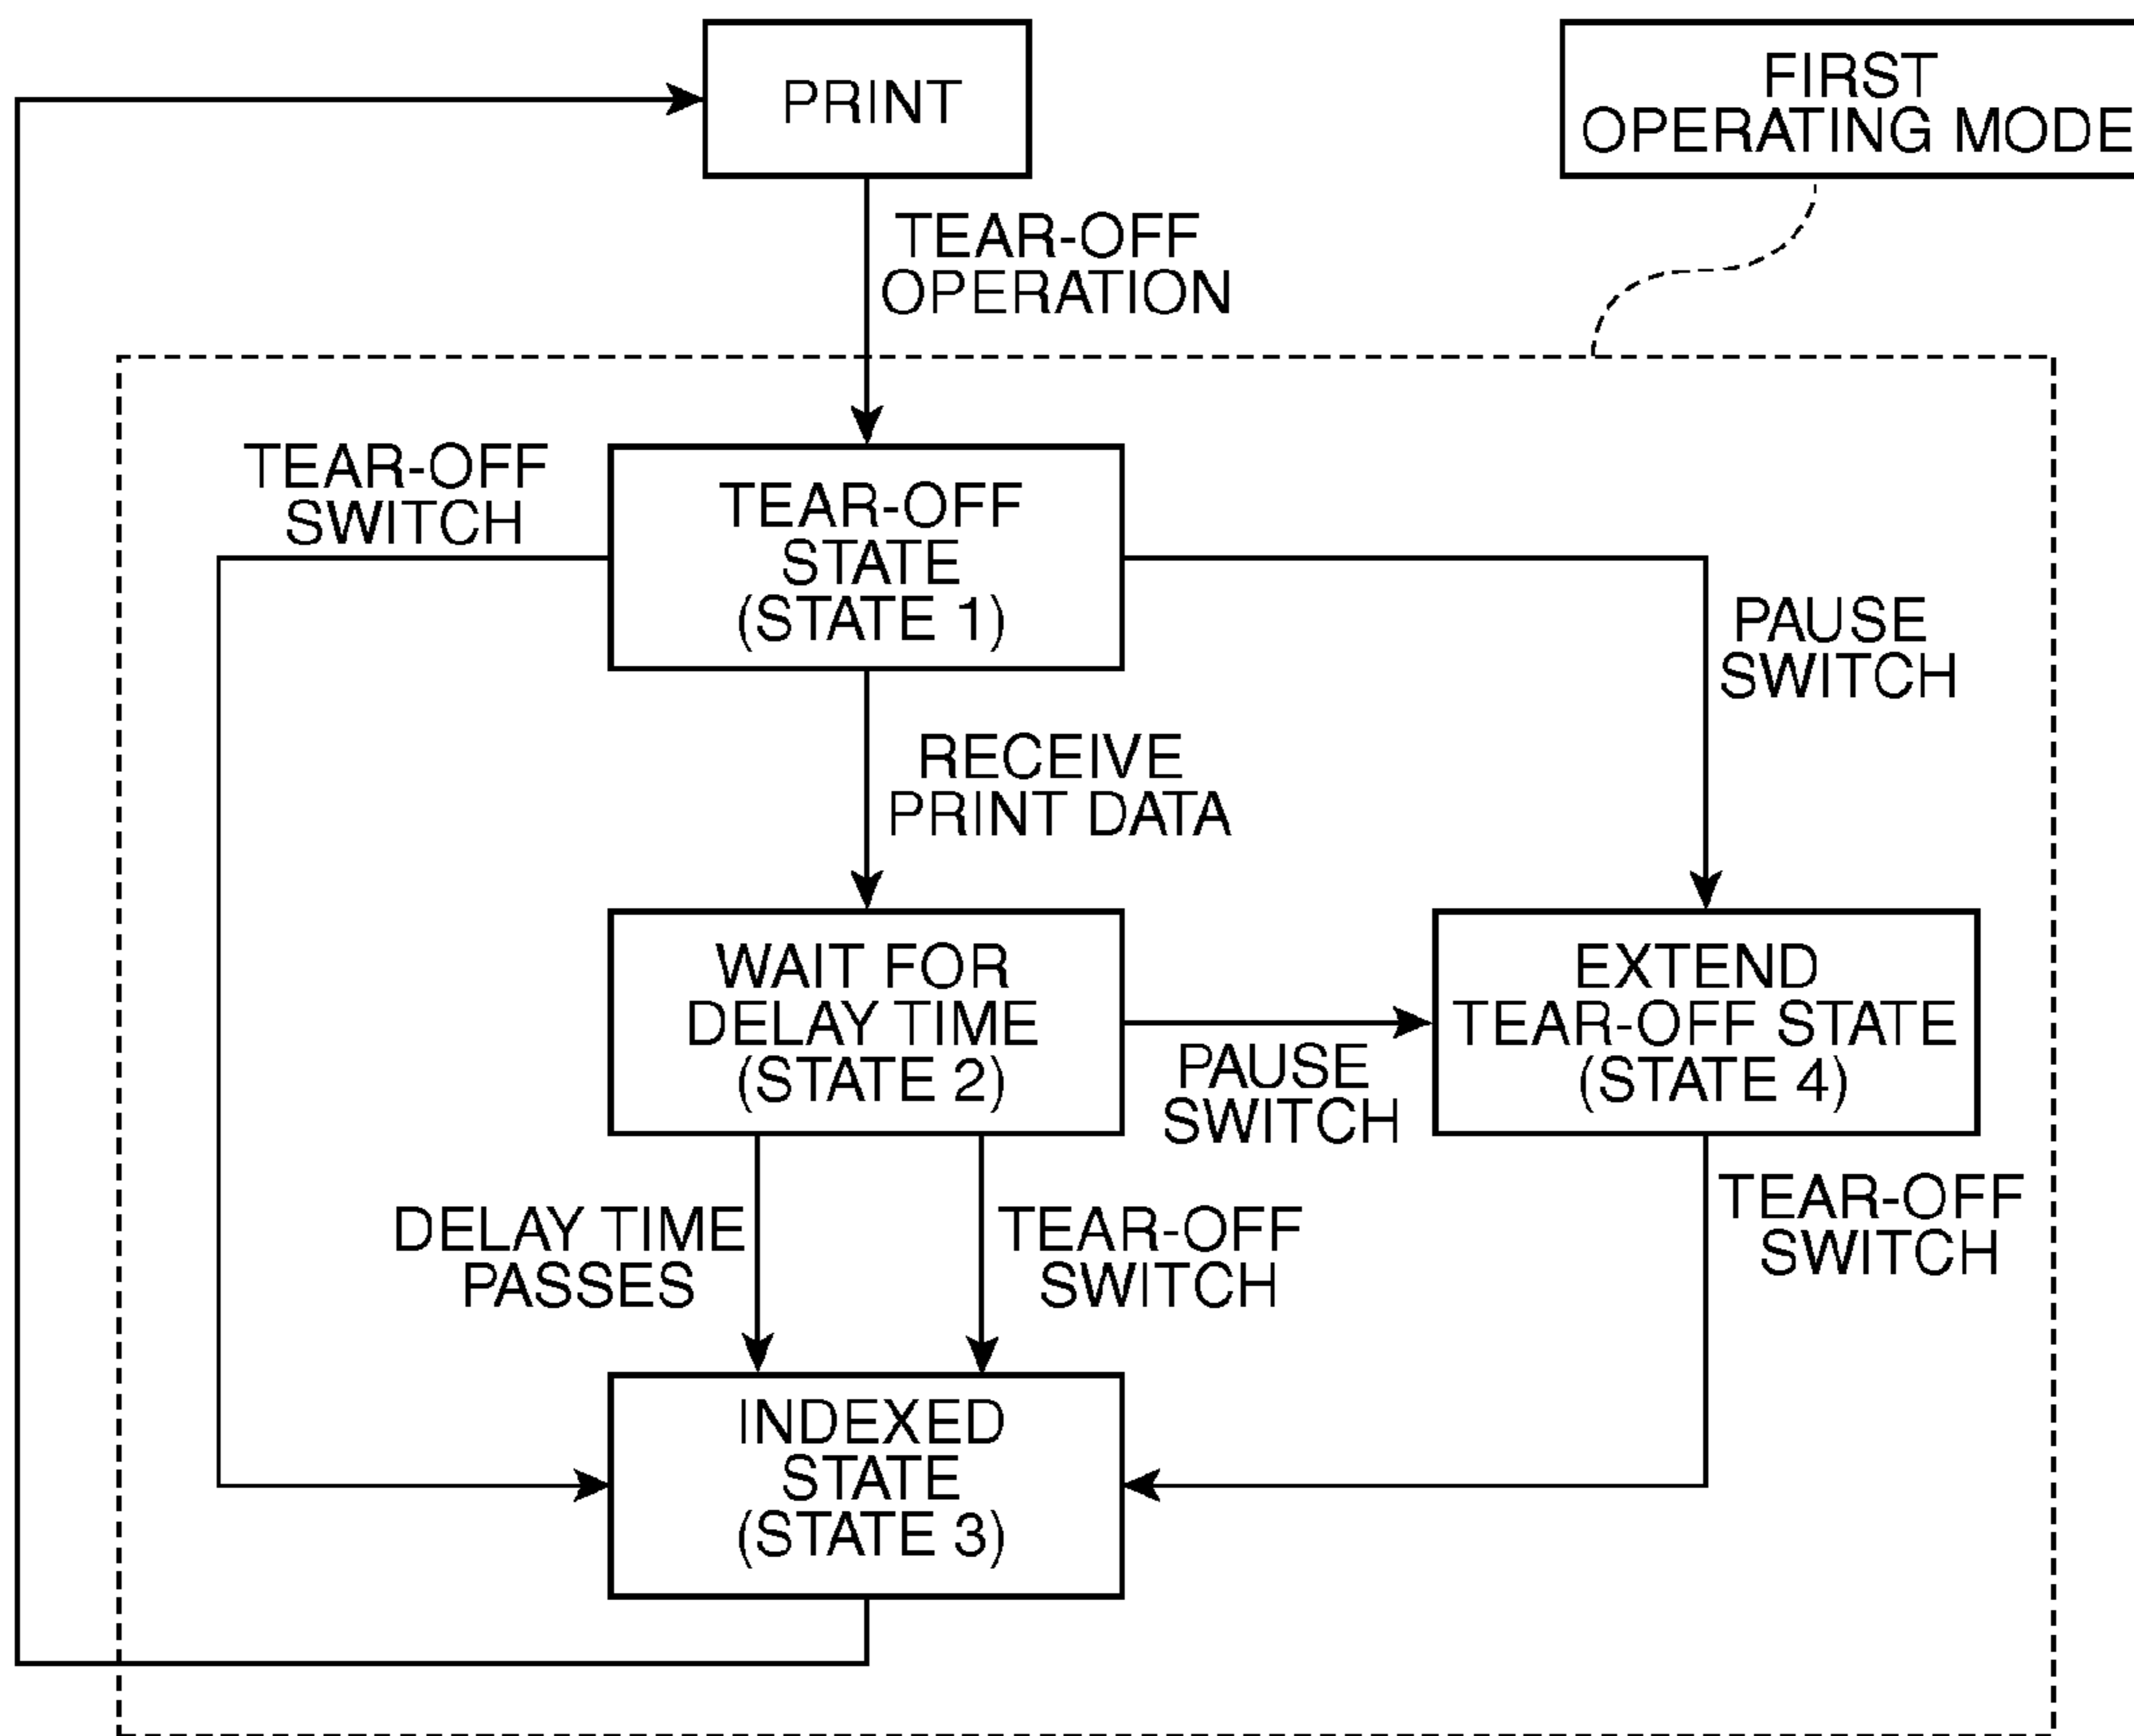 PRINT
FIRST
OPERATING MODE
TEAR-OFF
OPERATION
TEAR-OFF
SWITCH
TEAR-OFF
STATE
(STATE 1)
PAUSE
SWITCH
RECEIVE
PRINT DATA
WAIT FOR
DELAY TIME
(STATE 2)
PAUSE
SWITCH
EXTEND
TEAR-OFF STATE
(STATE 4)
DELAY TIME
PASSES
TEAR-OFF
SWITCH
TEAR-OFF
SWITCH
INDEXED
STATE
(STATE 3)